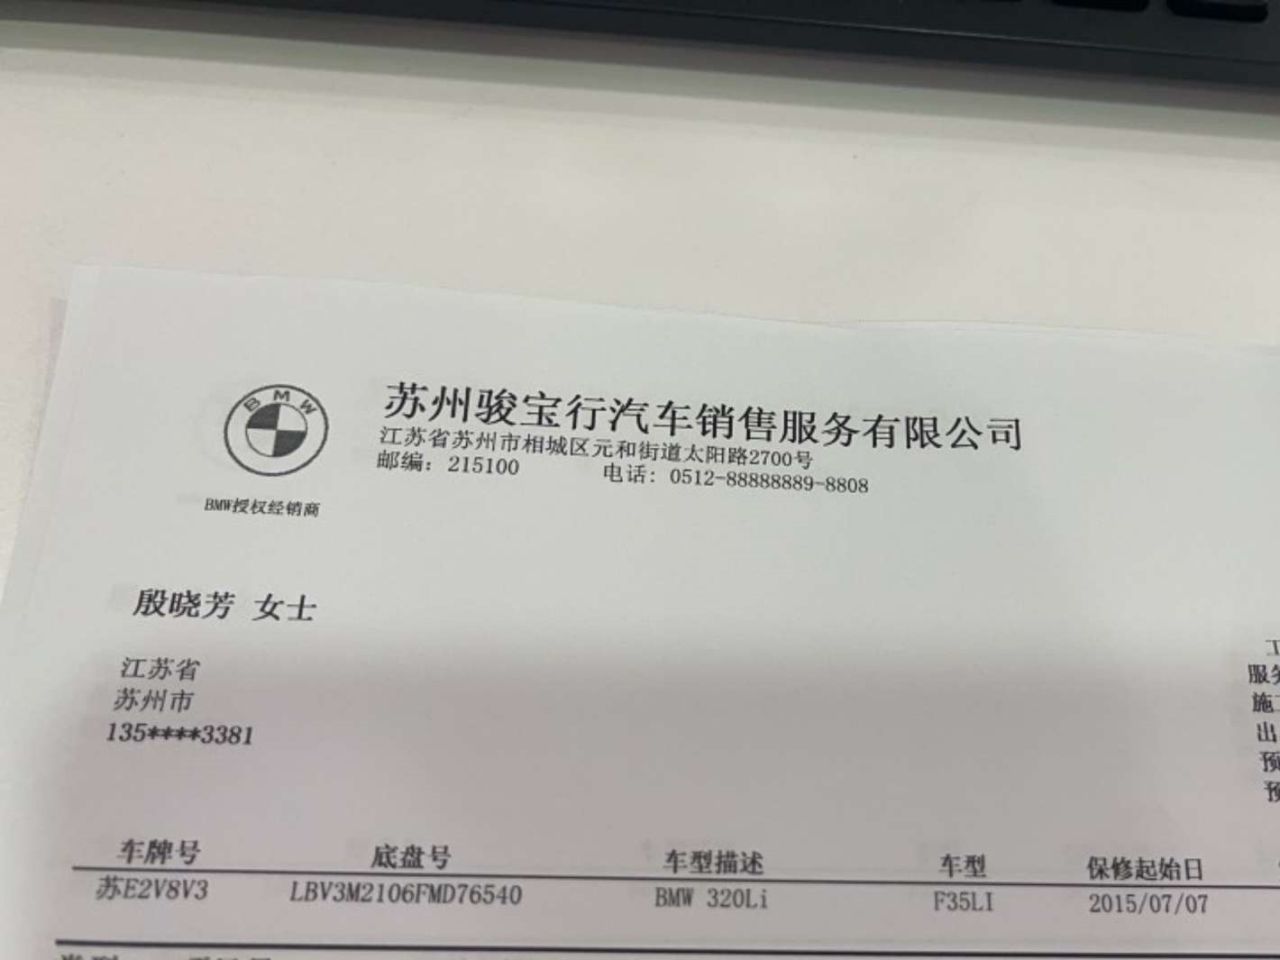 BMW
苏州骏宝行汽车销售服务有限公司
江苏省苏州市相城区元和街道太阳路2700号
邮编：215100 电话：0512-88888889-8808
BMW授权经销商
殷晓芳 女士
江苏省
苏州市
135****3381
服务
施工
出
预
预
车牌号 底盘号 车型描述 车型 保修起始日
苏E2V8V3 LBV3M2106FMD76540 BMW 320Li F35LI 2015/07/07